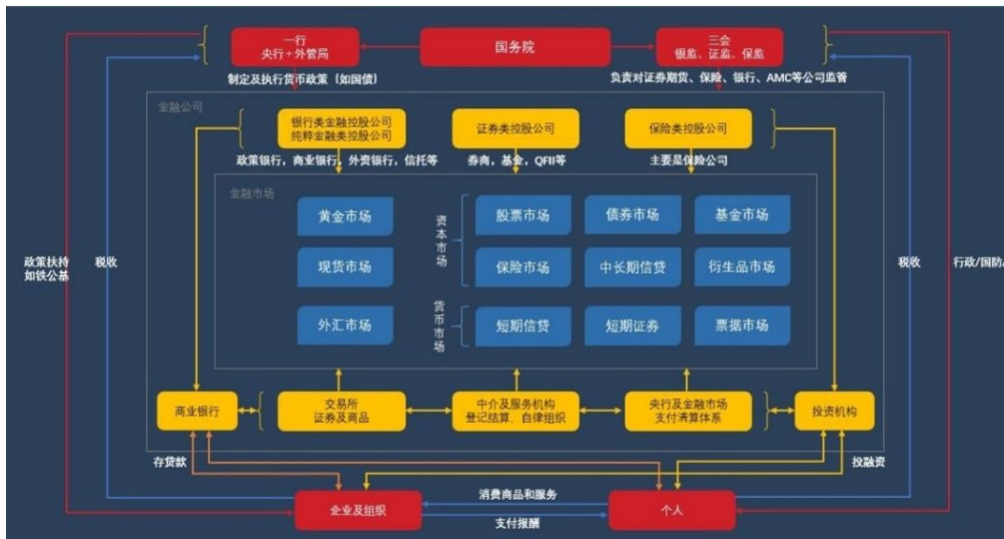 一行
央行+外管局
国务院
三会
银监、证监、保监
制定及执行货币政策（如国债）
负责对证券期货、保险、银行、AMC等公司监管
金融公司
银行类金融控股公司
纯粹金融类控股公司
证券类控股公司
保险类控股公司
政策银行，商业银行，外资银行，信托等
券商，基金，QFII等
主要是保险公司
金融市场
黄金市场
资本市场
股票市场
债券市场
基金市场
政策扶持
如铁公基
税收
现货市场
保险市场
中长期信贷
衍生品市场
税收
行政/国防/
外汇市场
货币市场
短期信贷
短期证券
票据市场
商业银行
交易所
证券及商品
中介及服务机构
登记结算、自律组织
央行及金融市场
支付清算体系
投资机构
存贷款
投融资
企业及组织
消费商品和服务
支付报酬
个人